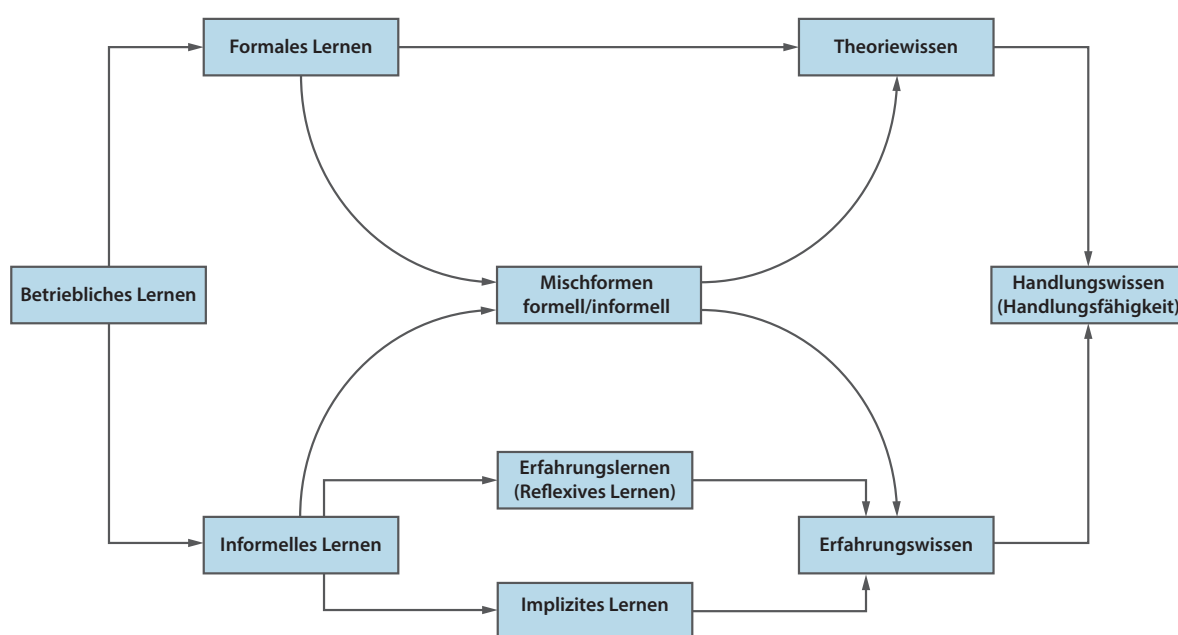 Formales Lernen
Theoriewissen
Betriebliches Lernen
Mischformen
formell/informell
Handlungswissen
(Handlungsfähigkeit)
Erfahrungslernen
(Reflexives Lernen)
Informelles Lernen
Erfahrungswissen
Implizites Lernen